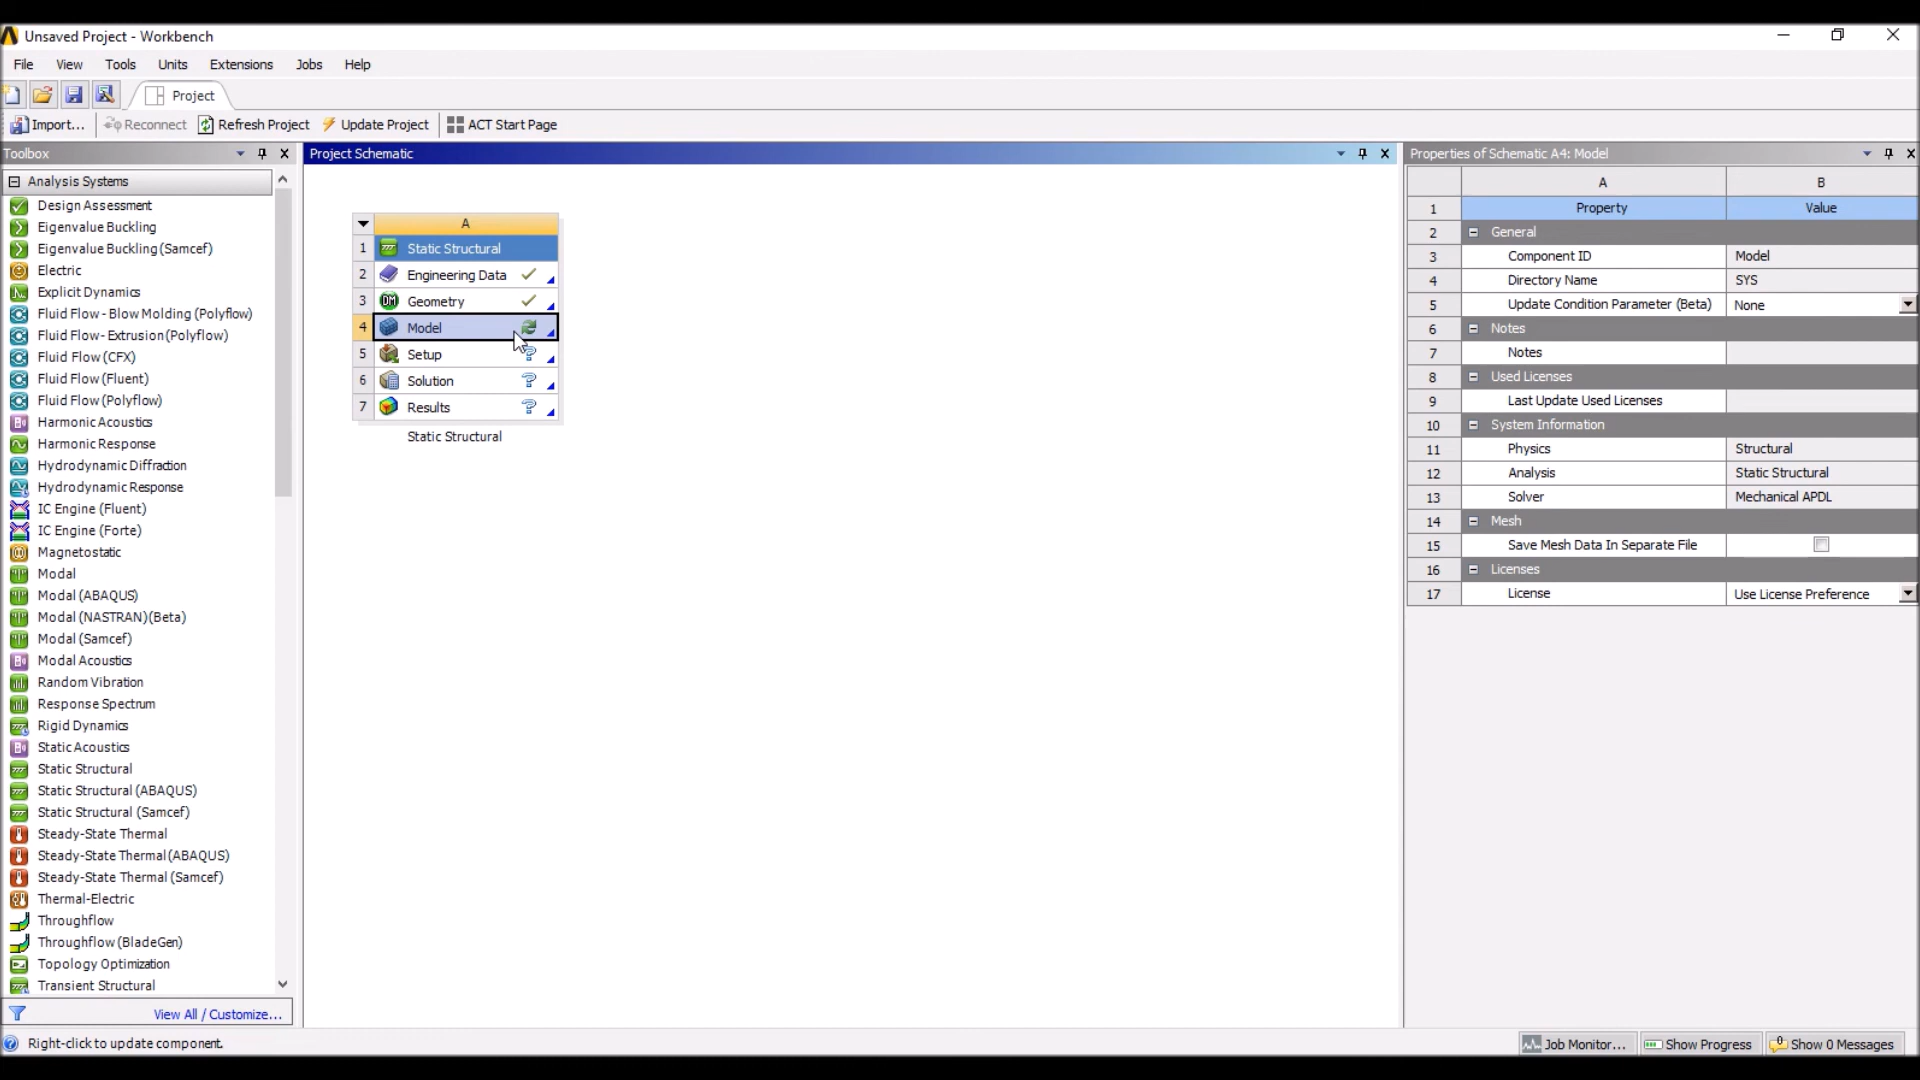 Unsaved Project - Workbench
File View Tools Units Extensions Jobs Help
Project
Import... Reconnect Refresh Project Update Project ACT Start Page
Toolbox
Analysis Systems
Design Assessment
Eigenvalue Buckling
Eigenvalue Buckling (Samcef)
Electric
Explicit Dynamics
Fluid Flow - Blow Molding (Polyflow)
Fluid Flow - Extrusion (Polyflow)
Fluid Flow (CFX)
Fluid Flow (Fluent)
Fluid Flow (Polyflow)
Harmonic Acoustics
Harmonic Response
Hydrodynamic Diffraction
Hydrodynamic Response
IC Engine (Fluent)
IC Engine (Forte)
Magnetostatic
Modal
Modal (ABAQUS)
Modal (NASTRAN) (Beta)
Modal (Samcef)
Modal Acoustics
Random Vibration
Response Spectrum
Rigid Dynamics
Static Acoustics
Static Structural
Static Structural (ABAQUS)
Static Structural (Samcef)
Steady-State Thermal
Steady-State Thermal (ABAQUS)
Steady-State Thermal (Samcef)
Thermal-Electric
Throughflow
Throughflow (BladeGen)
Topology Optimization
Transient Structural
View All / Customize...
Project Schematic
A
1 Static Structural
2 Engineering Data
3 DM Geometry
4 Model
5 Setup ?
6 Solution ?
7 Results ?
Static Structural
Properties of Schematic A4: Model
A B
1 Property Value
2 General
3 Component ID Model
4 Directory Name SYS
5 Update Condition Parameter (Beta) None
6 Notes
7 Notes
8 Used Licenses
9 Last Update Used Licenses
10 System Information
11 Physics Structural
12 Analysis Static Structural
13 Solver Mechanical APDL
14 Mesh
15 Save Mesh Data In Separate File
16 Licenses
17 License Use License Preference
Right-click to update component.
Job Monitor... Show Progress Show 0 Messages